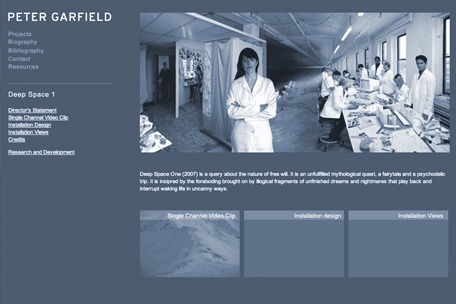 PETER GARFIELD
Projects
Biography
Bibliography
Contact
Resources
Deep Space 1
Director's Statement
Single Channel Video Clip
Installation Design
Installation Views
Credits
Research and Development
Deep Space One (2007) is a query about the nature of free will. It is an unfulfilled mythological quest, a fairytale and a psychodelic
trip. It is insipred by the foreboding brought on by illogical fragments of unfinished dreams and nightmares that play back and
interrupt waking life in uncanny ways.
Single Channel Video Clip
Installation design
Installation Views